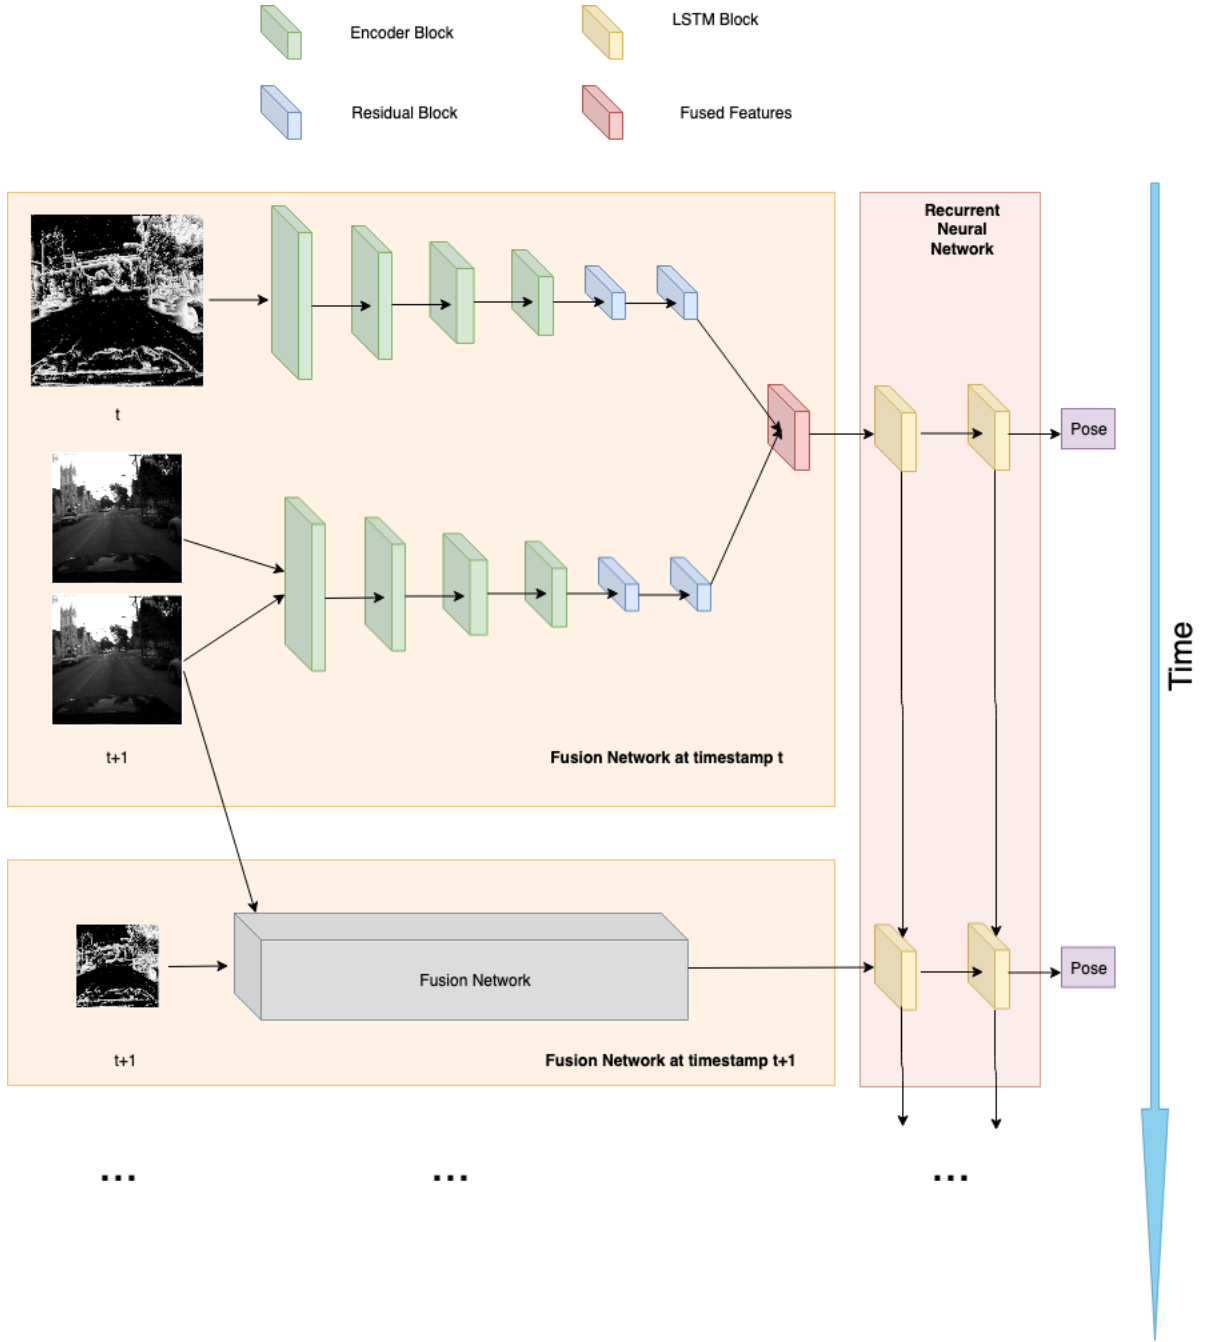 Encoder Block
LSTM Block
Residual Block
Fused Features
Recurrent
Neural
Network
t
Pose
Time
t+1
Fusion Network at timestamp t
Fusion Network
Pose
t+1
Fusion Network at timestamp t+1
... ... ...